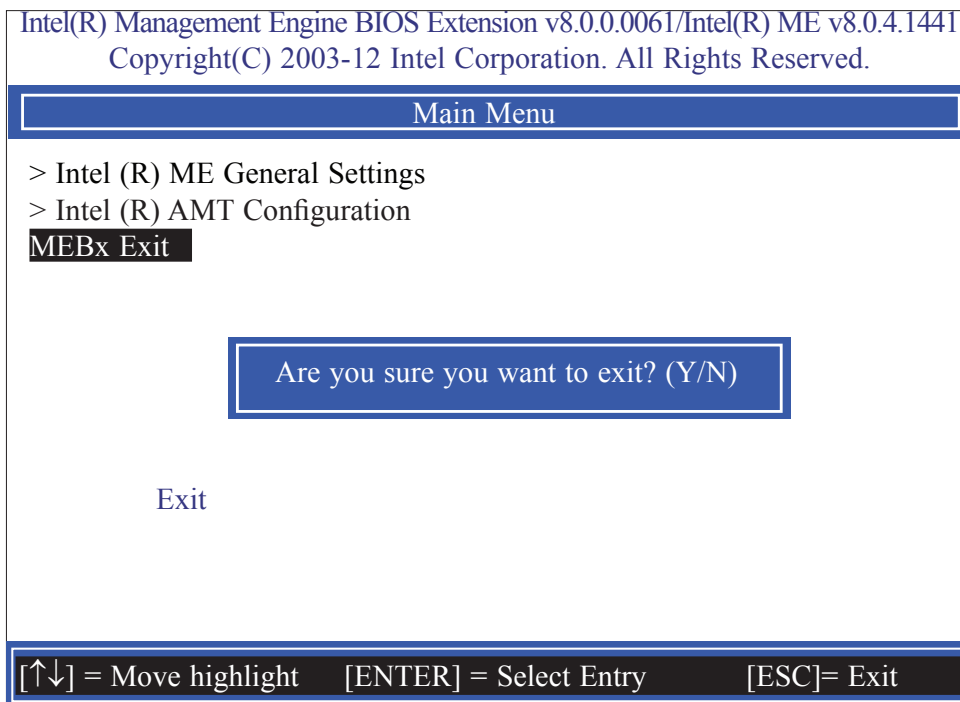 Intel(R) Management Engine BIOS Extension v8.0.0.0061/Intel(R) ME v8.0.4.1441
Copyright(C) 2003-12 Intel Corporation. All Rights Reserved.
Main Menu
> Intel (R) ME General Settings
> Intel (R) AMT Configuration
MEBx Exit
Are you sure you want to exit? (Y/N)
Exit
[↑↓] = Move highlight [ENTER] = Select Entry [ESC]= Exit